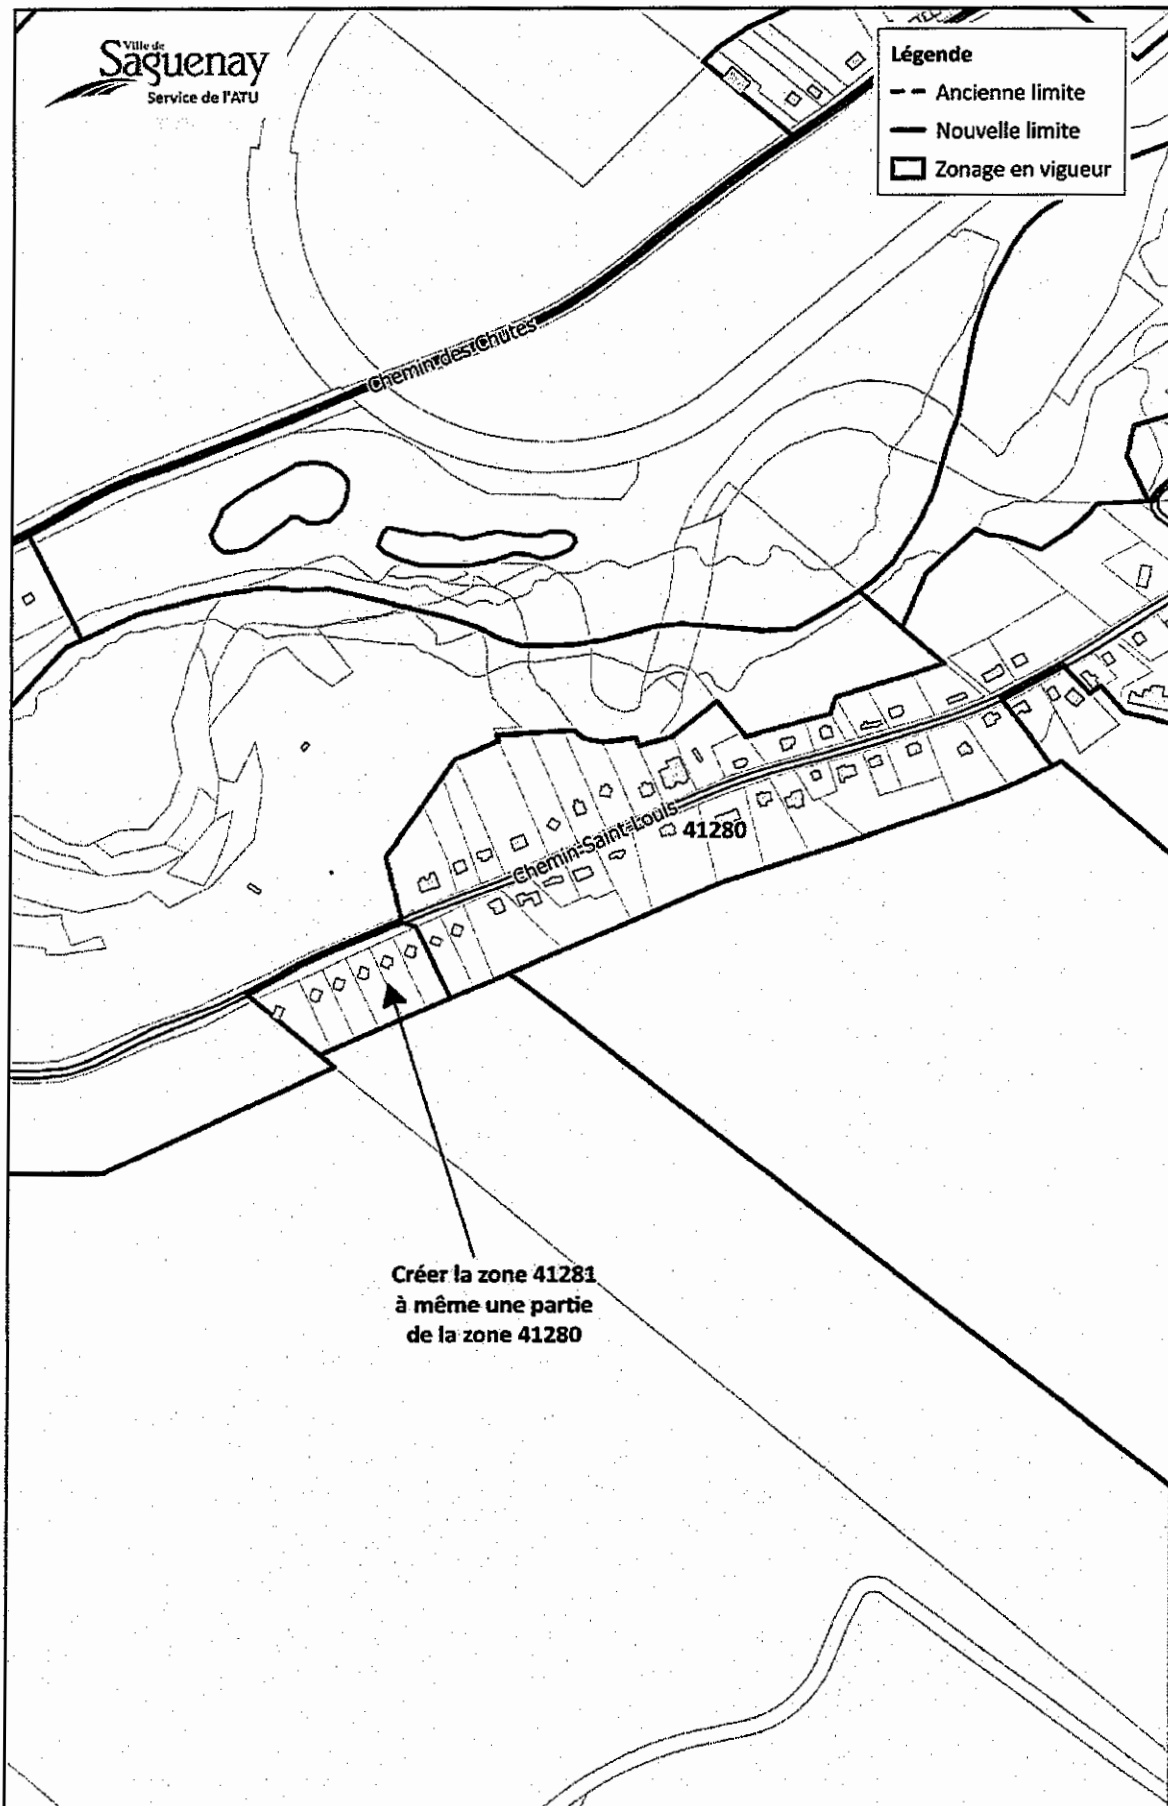 Ville de
Saguenay
Service de l'ATU
Légende
Ancienne limite
Nouvelle limite
Zonage en vigueur
Chemin des Chutes
Chemin-Saint-Louis
41280
Créer la zone 41281
à même une partie
de la zone 41280